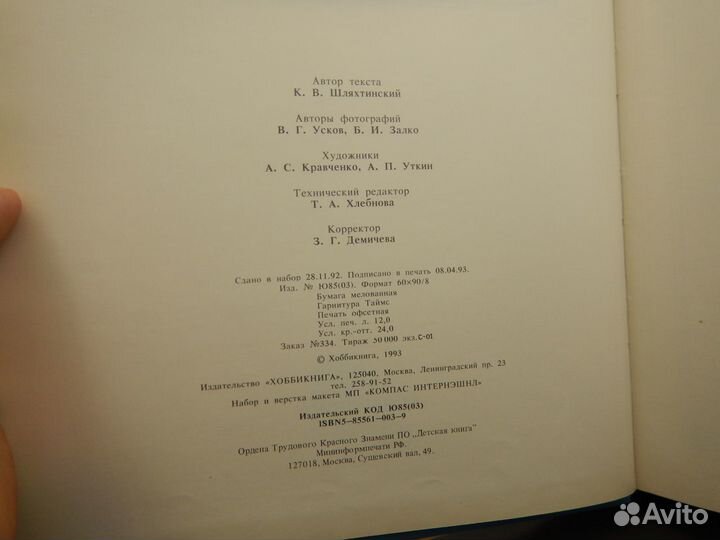 Автор текста
К. В. Шляхтинский
Авторы фотографий
В. Г. Усков, Б. И. Залко
Художники
А. С. Кравченко, А. П. Уткин
Технический редактор
Т. А. Хлебнова
Корректор
З. Г. Демичева
Сдано в набор 28.11.92. Подписано в печать 08.04.93.
Изд. № Ю85(03). Формат 60×90/8
Бумага мелованная
Гарнитура Таймс
Печать офсетная
Усл. печ. л. 12,0
Усл. кр.-отт. 24,0
Заказ №334. Тираж 50 000 экз.С-01
© Хоббикнига, 1993
Издательство «ХОББИКНИГА», 125040, Москва, Ленинградский пр. 23
тел. 258-91-52
Набор и верстка макета МП «КОМПАС ИНТЕРНЭШНЛ»
Издательский КОД Ю85(03)
ISBN5—85561—003—9
Ордена Трудового Красного Знамени ПО „Детская книга"
Мининформпечати РФ.
127018, Москва, Сущевский вал, 49.
Avito